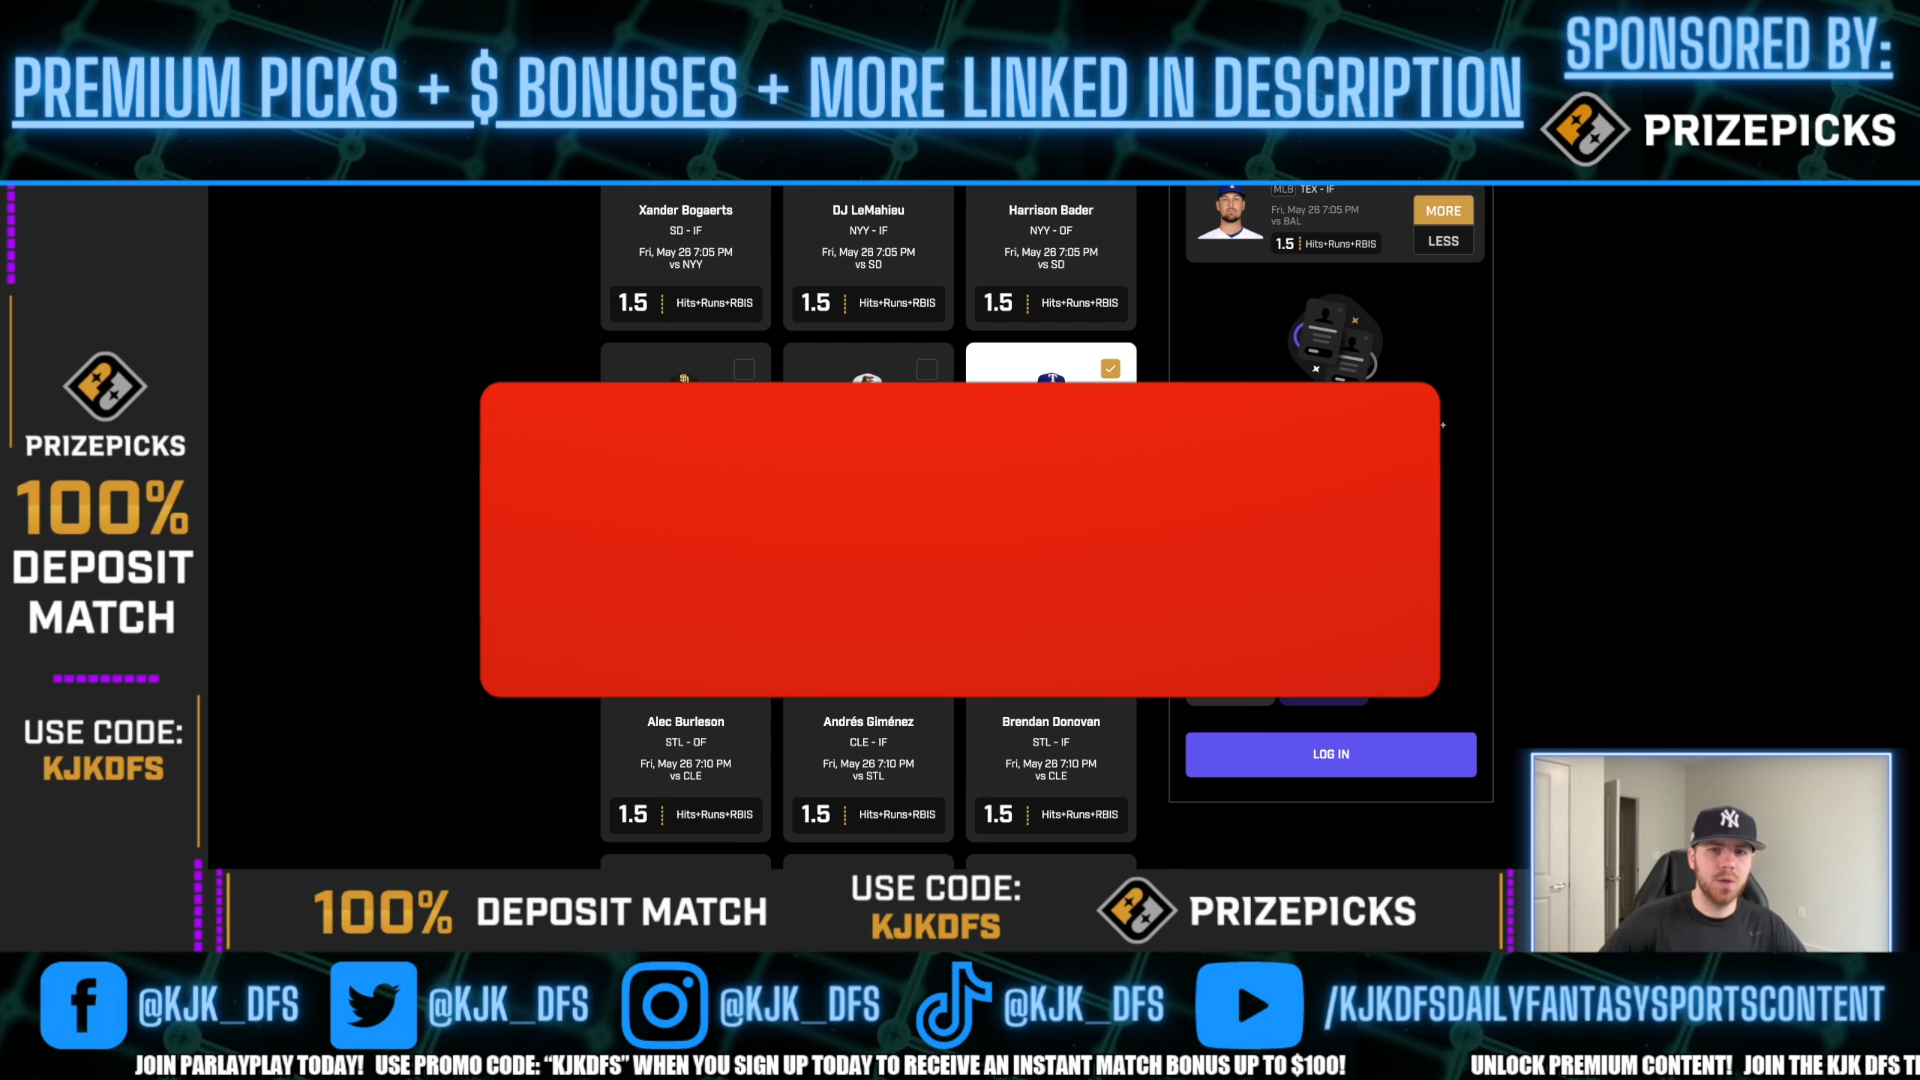 PREMIUM PICKS + $ BONUSES + MORE LINKED IN DESCRIPTION
SPONSORED BY:
PRIZEPICKS
Xander Bogaerts
SD - IF
Fri, May 26 7:05 PM
vs NYY
1.5 Hits+Runs+RBIS
DJ LeMahieu
NYY - IF
Fri, May 26 7:05 PM
vs SD
1.5 Hits+Runs+RBIS
Harrison Bader
NYY - OF
Fri, May 26 7:05 PM
vs SD
1.5 Hits+Runs+RBIS
MLB TEX - IF
Fri, May 26 7:05 PM
vs BAL
1.5 Hits+Runs+RBIS
MORE
LESS
PRIZEPICKS
100%
DEPOSIT
MATCH
USE CODE:
KJKDFS
Alec Burleson
STL - OF
Fri, May 26 7:10 PM
vs CLE
1.5 Hits+Runs+RBIS
Andrés Giménez
CLE - IF
Fri, May 26 7:10 PM
vs STL
1.5 Hits+Runs+RBIS
Brendan Donovan
STL - IF
Fri, May 26 7:10 PM
vs CLE
1.5 Hits+Runs+RBIS
LOG IN
100% DEPOSIT MATCH
USE CODE:
KJKDFS
PRIZEPICKS
@KJK_DFS
@KJK_DFS
@KJK_DFS
@KJK_DFS
/KJKDFSDAILYFANTASYSPORTSCONTENT
JOIN PARLAYPLAY TODAY! USE PROMO CODE: "KJKDFS" WHEN YOU SIGN UP TODAY TO RECEIVE AN INSTANT MATCH BONUS UP TO $100!
UNLOCK PREMIUM CONTENT! JOIN THE KJK DFS T